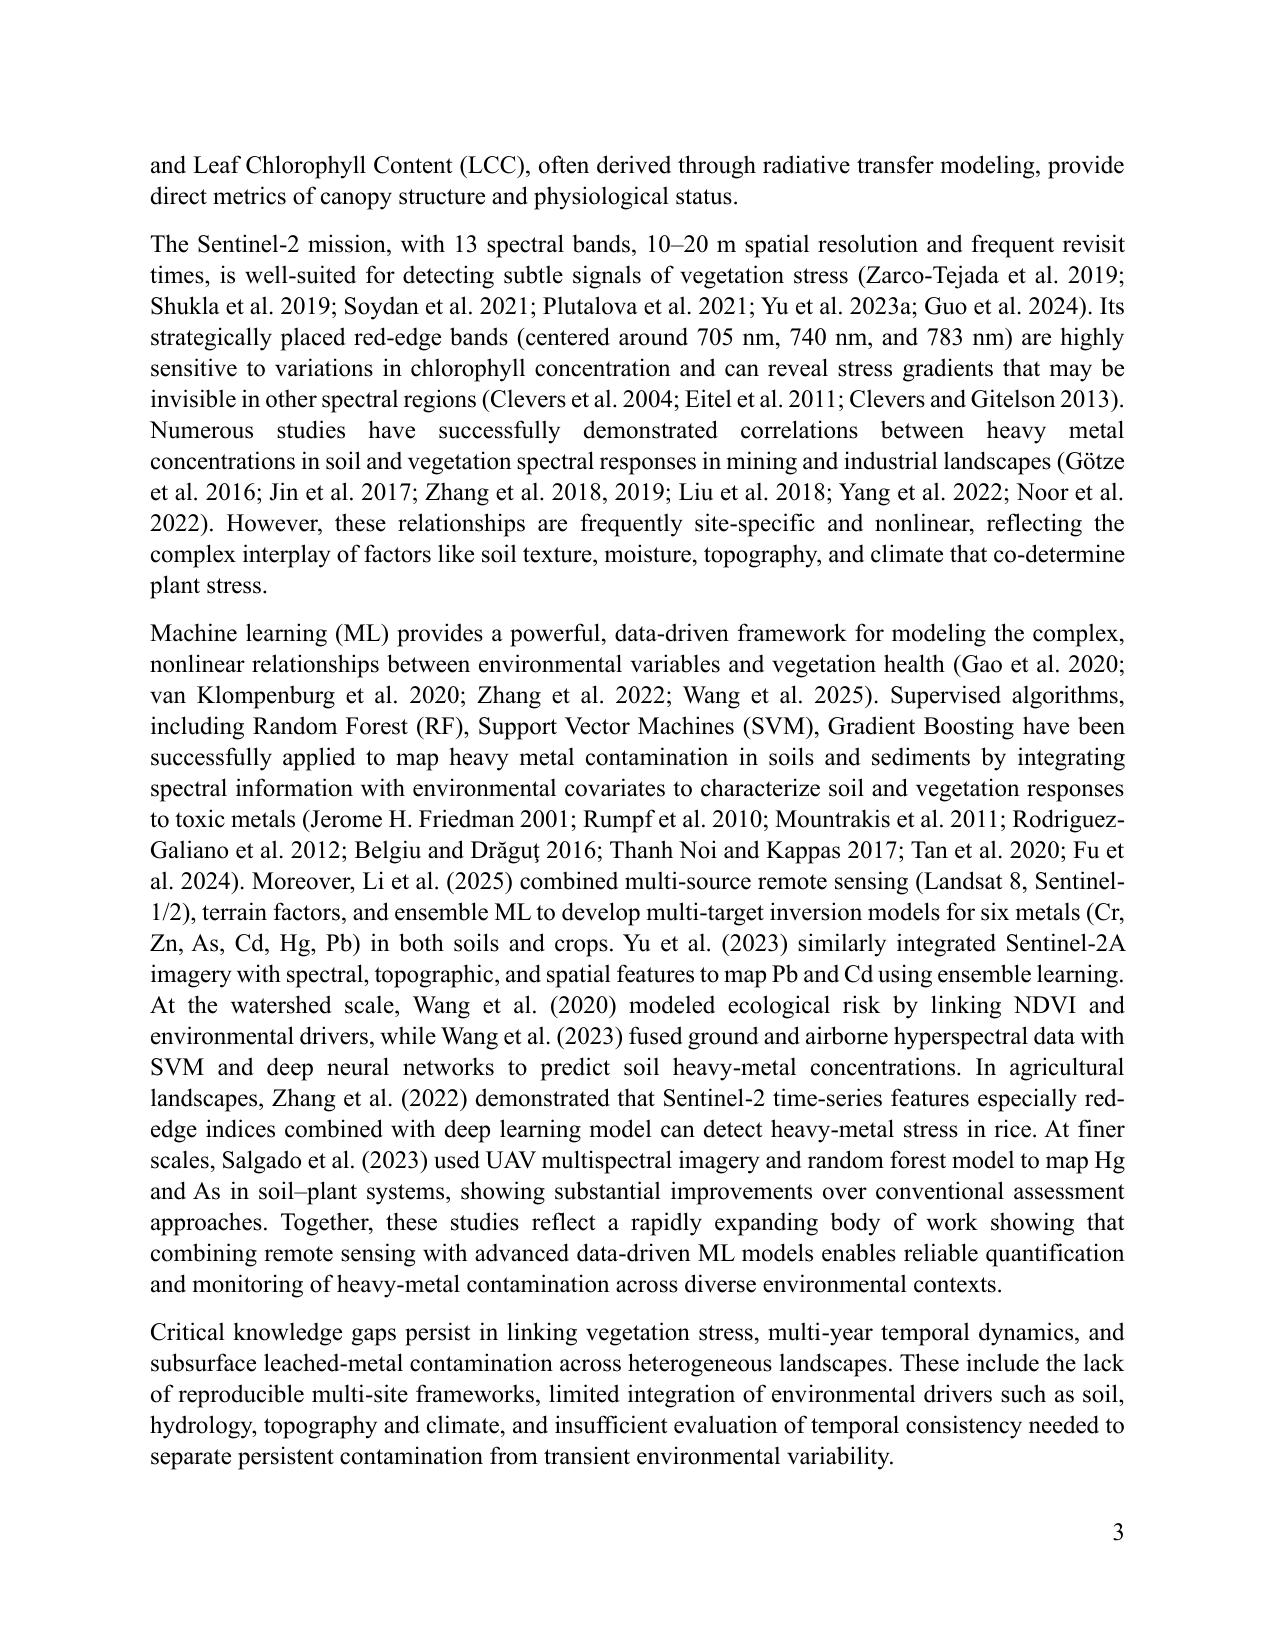 and Leaf Chlorophyll Content (LCC), often derived through radiative transfer modeling, provide
direct metrics of canopy structure and physiological status.
The Sentinel-2 mission, with 13 spectral bands, 10–20 m spatial resolution and frequent revisit
times, is well-suited for detecting subtle signals of vegetation stress (Zarco-Tejada et al. 2019;
Shukla et al. 2019; Soydan et al. 2021; Plutalova et al. 2021; Yu et al. 2023a; Guo et al. 2024). Its
strategically placed red-edge bands (centered around 705 nm, 740 nm, and 783 nm) are highly
sensitive to variations in chlorophyll concentration and can reveal stress gradients that may be
invisible in other spectral regions (Clevers et al. 2004; Eitel et al. 2011; Clevers and Gitelson 2013).
Numerous studies have successfully demonstrated correlations between heavy metal
concentrations in soil and vegetation spectral responses in mining and industrial landscapes (Götze
et al. 2016; Jin et al. 2017; Zhang et al. 2018, 2019; Liu et al. 2018; Yang et al. 2022; Noor et al.
2022). However, these relationships are frequently site-specific and nonlinear, reflecting the
complex interplay of factors like soil texture, moisture, topography, and climate that co-determine
plant stress.
Machine learning (ML) provides a powerful, data-driven framework for modeling the complex,
nonlinear relationships between environmental variables and vegetation health (Gao et al. 2020;
van Klompenburg et al. 2020; Zhang et al. 2022; Wang et al. 2025). Supervised algorithms,
including Random Forest (RF), Support Vector Machines (SVM), Gradient Boosting have been
successfully applied to map heavy metal contamination in soils and sediments by integrating
spectral information with environmental covariates to characterize soil and vegetation responses
to toxic metals (Jerome H. Friedman 2001; Rumpf et al. 2010; Mountrakis et al. 2011; Rodriguez-
Galiano et al. 2012; Belgiu and Drăguţ 2016; Thanh Noi and Kappas 2017; Tan et al. 2020; Fu et
al. 2024). Moreover, Li et al. (2025) combined multi-source remote sensing (Landsat 8, Sentinel-
1/2), terrain factors, and ensemble ML to develop multi-target inversion models for six metals (Cr,
Zn, As, Cd, Hg, Pb) in both soils and crops. Yu et al. (2023) similarly integrated Sentinel-2A
imagery with spectral, topographic, and spatial features to map Pb and Cd using ensemble learning.
At the watershed scale, Wang et al. (2020) modeled ecological risk by linking NDVI and
environmental drivers, while Wang et al. (2023) fused ground and airborne hyperspectral data with
SVM and deep neural networks to predict soil heavy-metal concentrations. In agricultural
landscapes, Zhang et al. (2022) demonstrated that Sentinel-2 time-series features especially red-
edge indices combined with deep learning model can detect heavy-metal stress in rice. At finer
scales, Salgado et al. (2023) used UAV multispectral imagery and random forest model to map Hg
and As in soil–plant systems, showing substantial improvements over conventional assessment
approaches. Together, these studies reflect a rapidly expanding body of work showing that
combining remote sensing with advanced data-driven ML models enables reliable quantification
and monitoring of heavy-metal contamination across diverse environmental contexts.
Critical knowledge gaps persist in linking vegetation stress, multi-year temporal dynamics, and
subsurface leached-metal contamination across heterogeneous landscapes. These include the lack
of reproducible multi-site frameworks, limited integration of environmental drivers such as soil,
hydrology, topography and climate, and insufficient evaluation of temporal consistency needed to
separate persistent contamination from transient environmental variability.
3